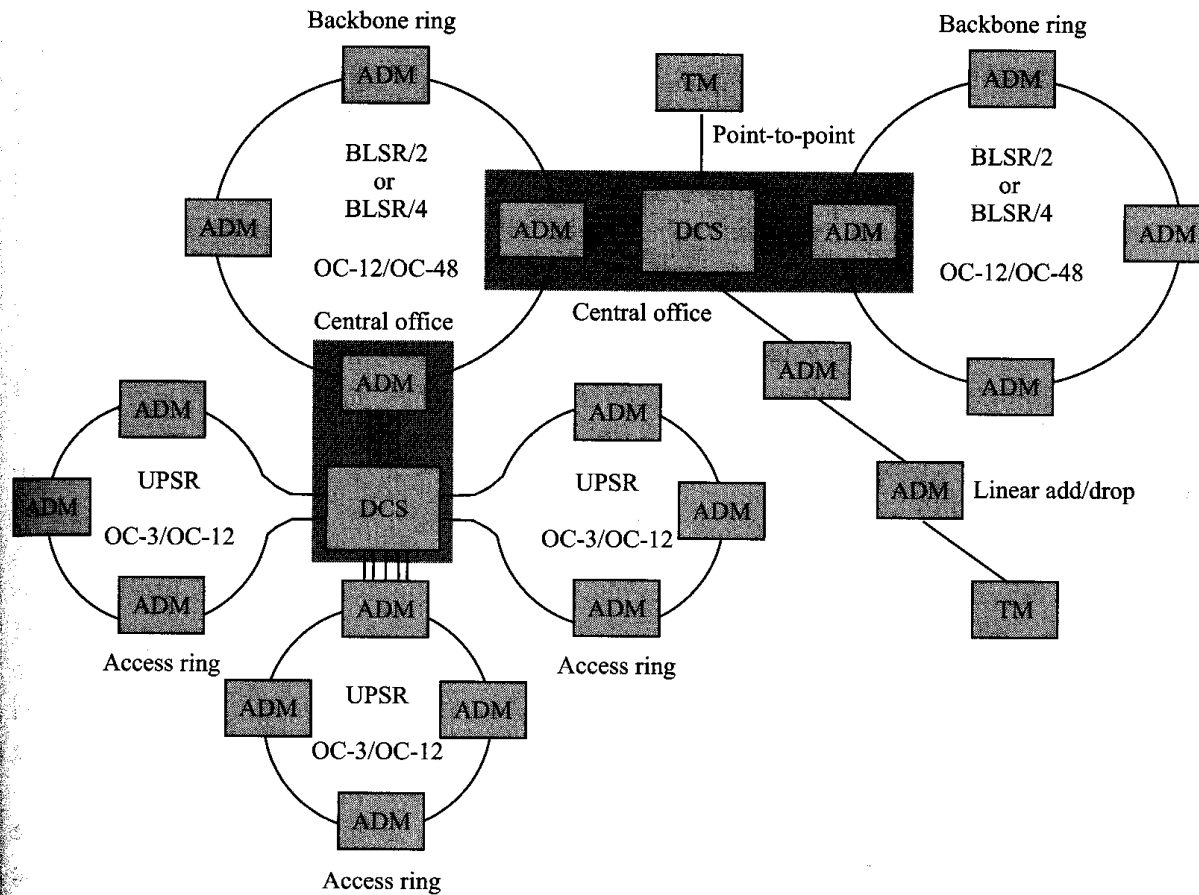 Backbone ring
Backbone ring
ADM
TM
ADM
Point-to-point
BLSR/2
or
BLSR/4
BLSR/2
or
BLSR/4
ADM
ADM
DCS
ADM
ADM
OC-12/OC-48
OC-12/OC-48
Central office
Central office
ADM
ADM
ADM
ADM
ADM
UPSR
UPSR
ADM
DCS
ADM
ADM
Linear add/drop
OC-3/OC-12
OC-3/OC-12
ADM
ADM
ADM
TM
Access ring
Access ring
ADM
UPSR
ADM
OC-3/OC-12
ADM
Access ring